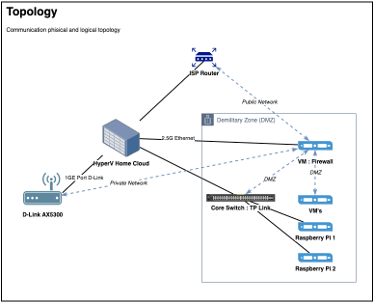 Topology
Communication phisical and logical topology
ISP Router
Public Network
Demilitary Zone (DMZ)
2.5G Ethernet
HyperV Home Cloud
VM : Firewall
1GE Port D-Link
Private Network
DMZ
DMZ
D-Link AX5300
Core Switch : TP Link
VM's
Raspberry PI 1
Raspberry PI 2